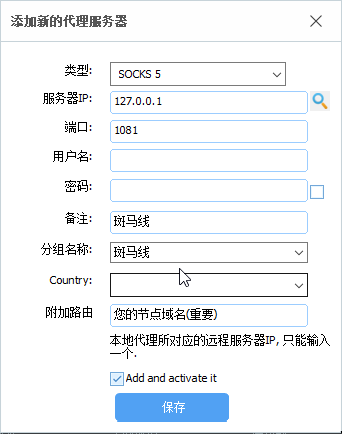 添加新的代理服务器
类型: SOCKS 5
服务器IP: 127.0.0.1
端口: 1081
用户名:
密码:
备注: 斑马线
分组名称: 斑马线
Country:
附加路由 您的节点域名(重要)
本地代理所对应的远程服务器IP, 只能输入
一个.
Add and activate it
保存